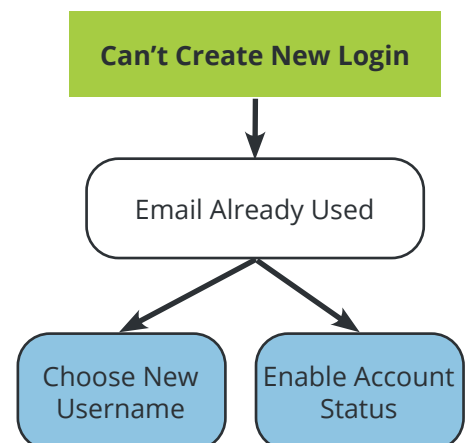 Can’t Create New Login
Email Already Used
Choose New
Username
Enable Account
Status